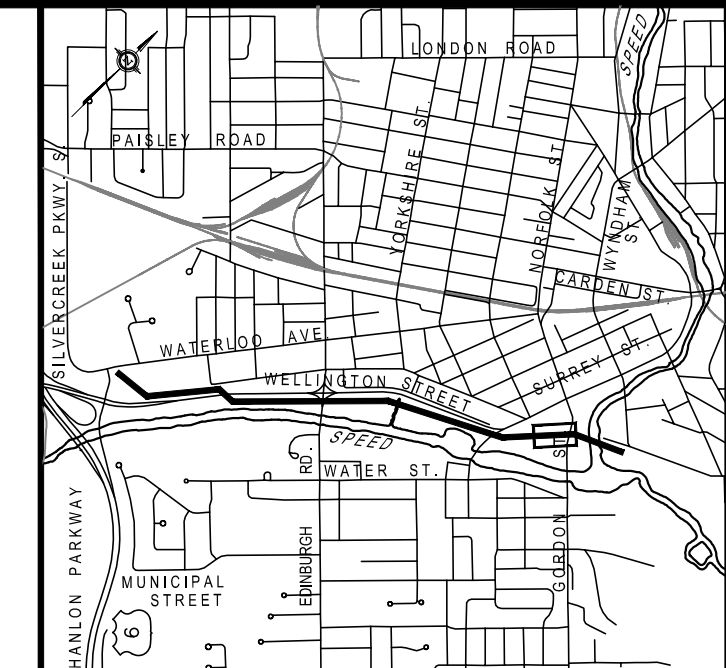 LONDON ROAD
SPEED
PAISLEY ROAD
SILVERCREEK PKWY. S.
YORKSHIRE ST.
NORFOLK ST
WYNDHAM
ST.
CARDEN ST.
WATERLOO AVE.
WELLINGTON STREET
SURREY ST.
SPEED
EDINBURGH RD.
WATER ST.
GORDON ST
HANLON PARKWAY
MUNICIPAL
STREET
6